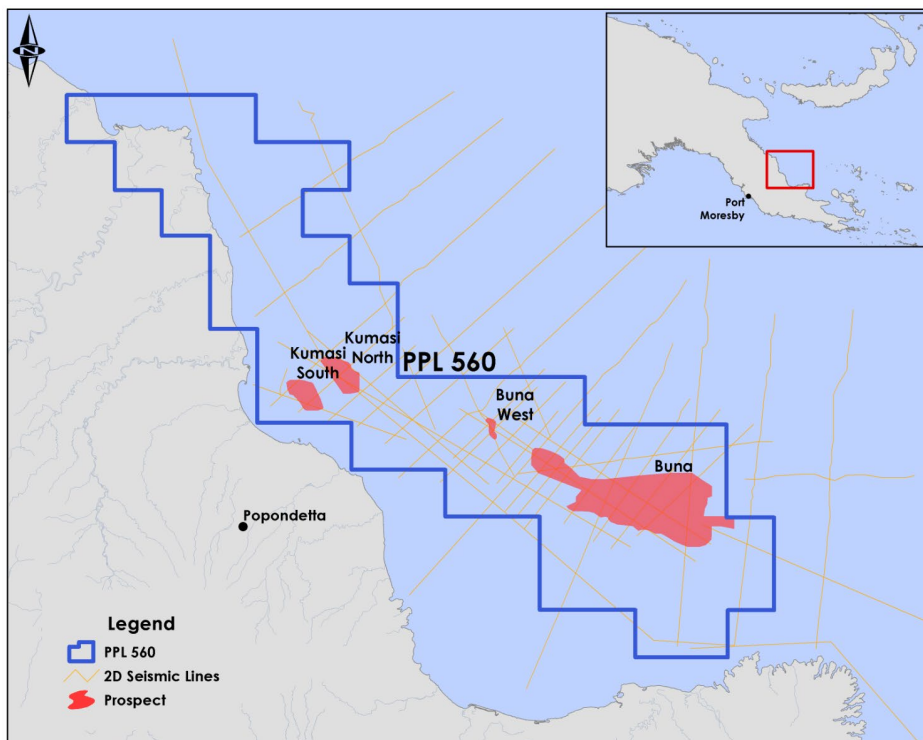 N
Port
Moresby
Kumasi
North
Kumasi
South
PPL 560
Buna
West
Buna
Popondetta
Legend
PPL 560
2D Seismic Lines
Prospect